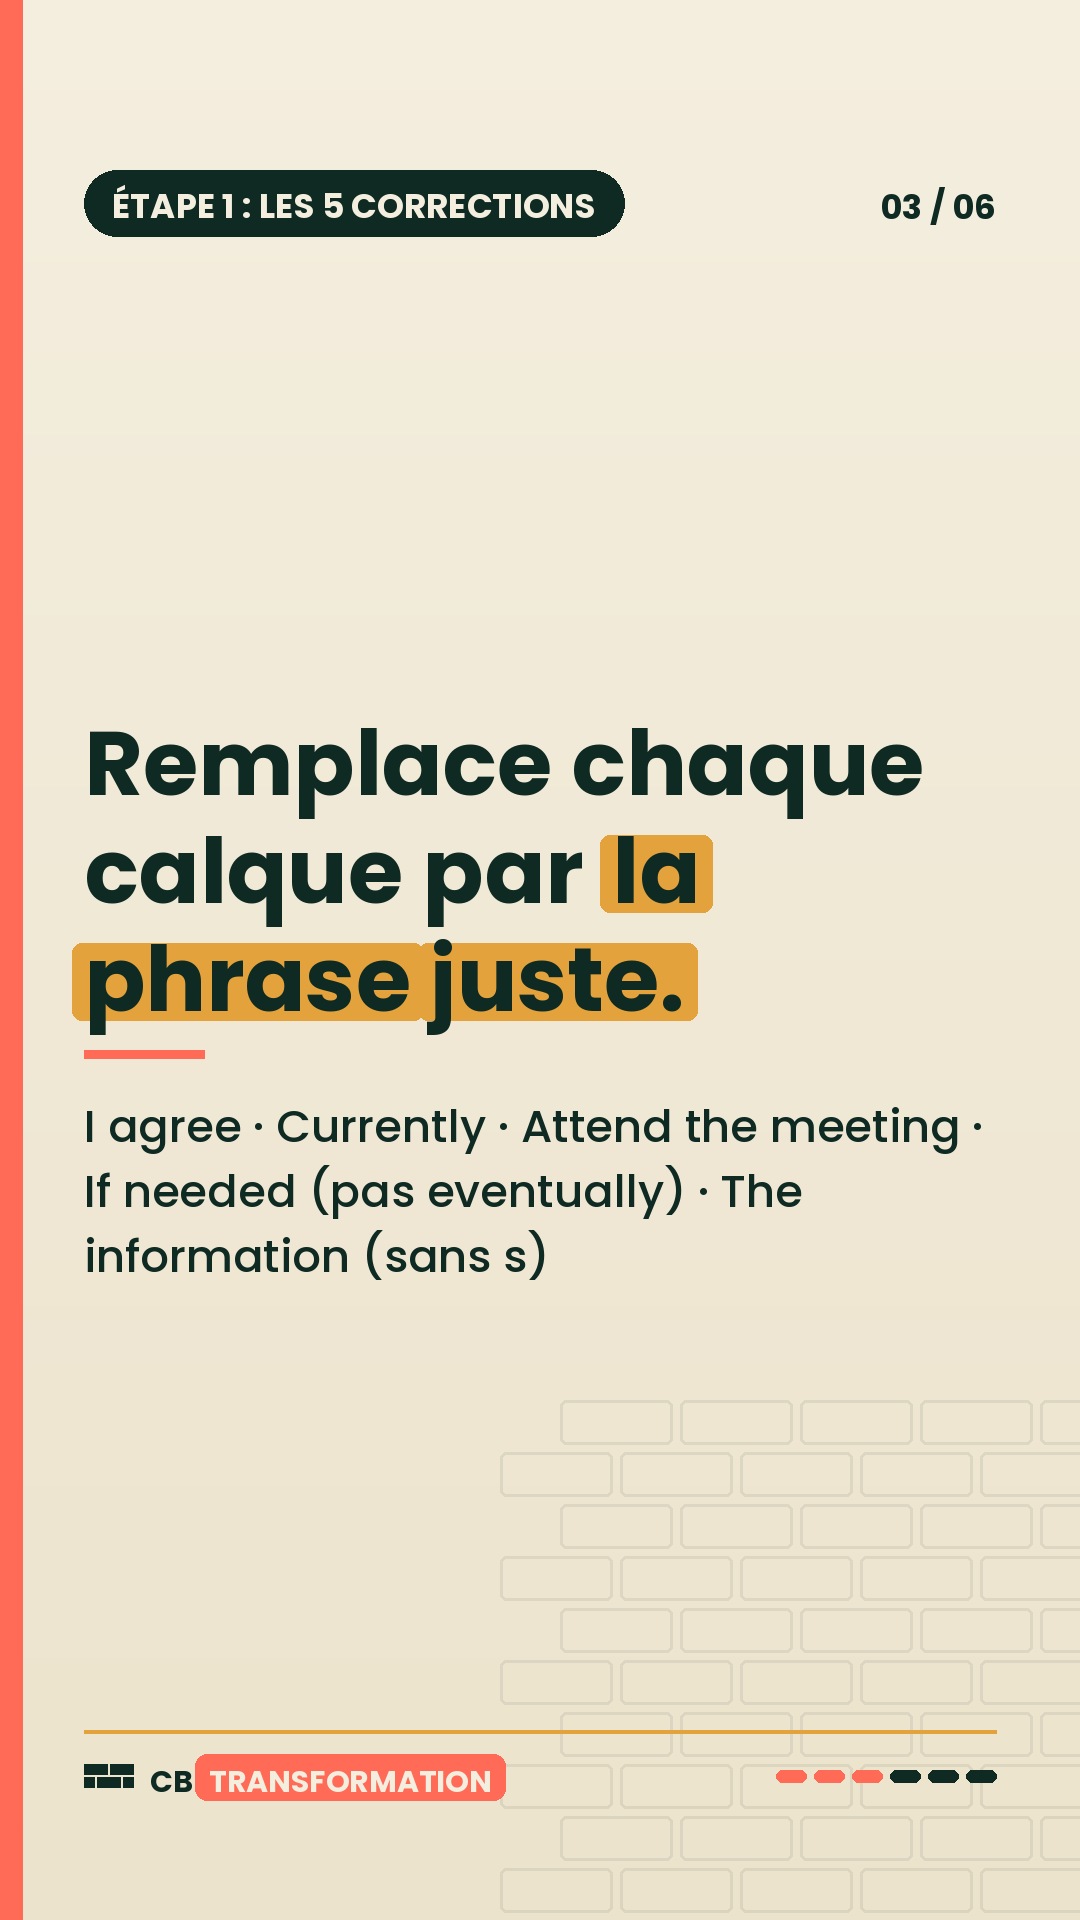 ÉTAPE 1 : LES 5 CORRECTIONS
03 / 06
Remplace chaque
calque par la
phrase juste.
I agree · Currently · Attend the meeting ·
If needed (pas eventually) · The
information (sans s)
CB TRANSFORMATION